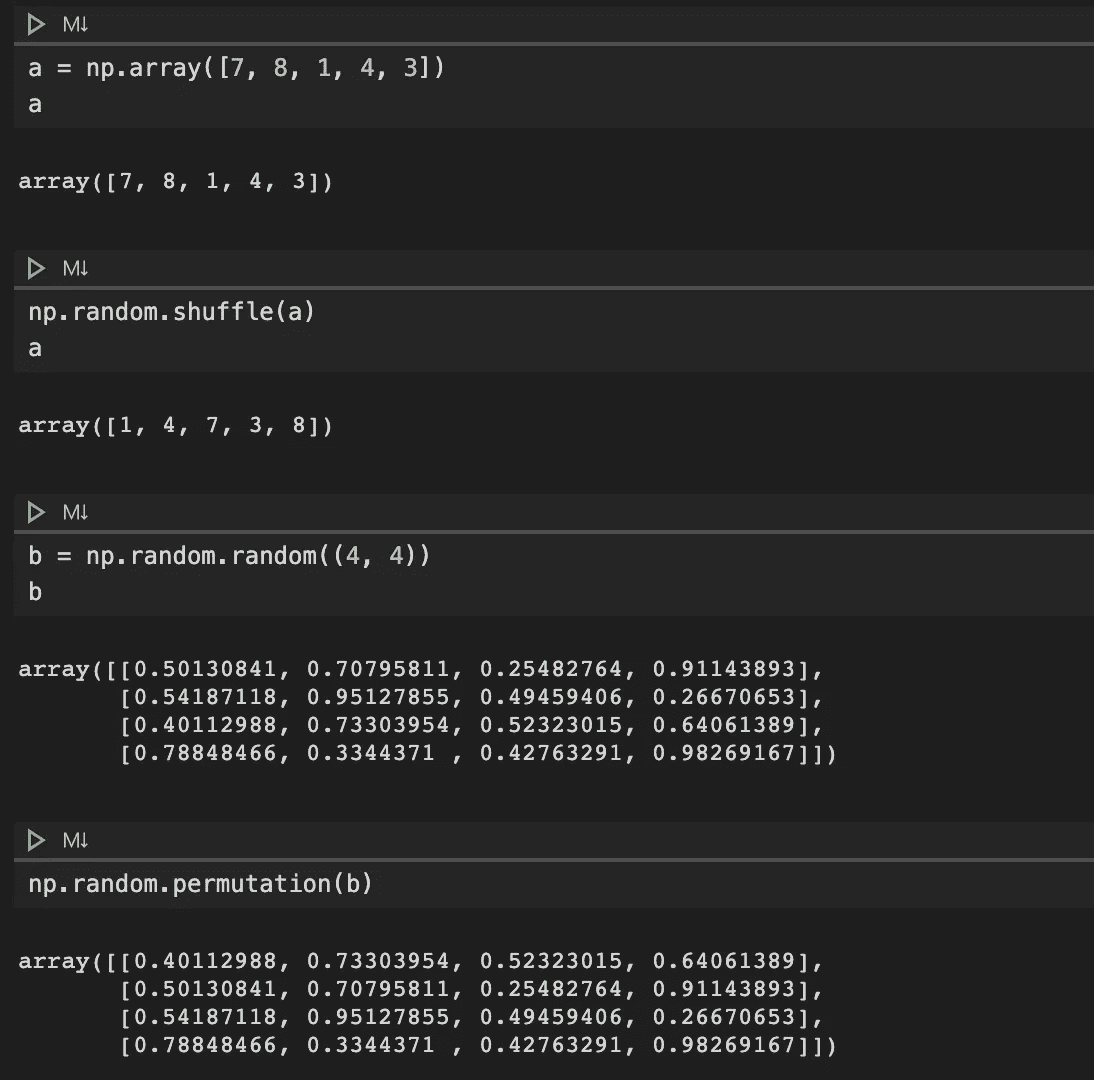 M↓
a = np.array([7, 8, 1, 4, 3])
a
array([7, 8, 1, 4, 3])
M↓
np.random.shuffle(a)
a
array([1, 4, 7, 3, 8])
M↓
b = np.random.random((4, 4))
b
array([[0.50130841, 0.70795811, 0.25482764, 0.91143893],
       [0.54187118, 0.95127855, 0.49459406, 0.26670653],
       [0.40112988, 0.73303954, 0.52323015, 0.64061389],
       [0.78848466, 0.3344371 , 0.42763291, 0.98269167]])
M↓
np.random.permutation(b)
array([[0.40112988, 0.73303954, 0.52323015, 0.64061389],
       [0.50130841, 0.70795811, 0.25482764, 0.91143893],
       [0.54187118, 0.95127855, 0.49459406, 0.26670653],
       [0.78848466, 0.3344371 , 0.42763291, 0.98269167]])